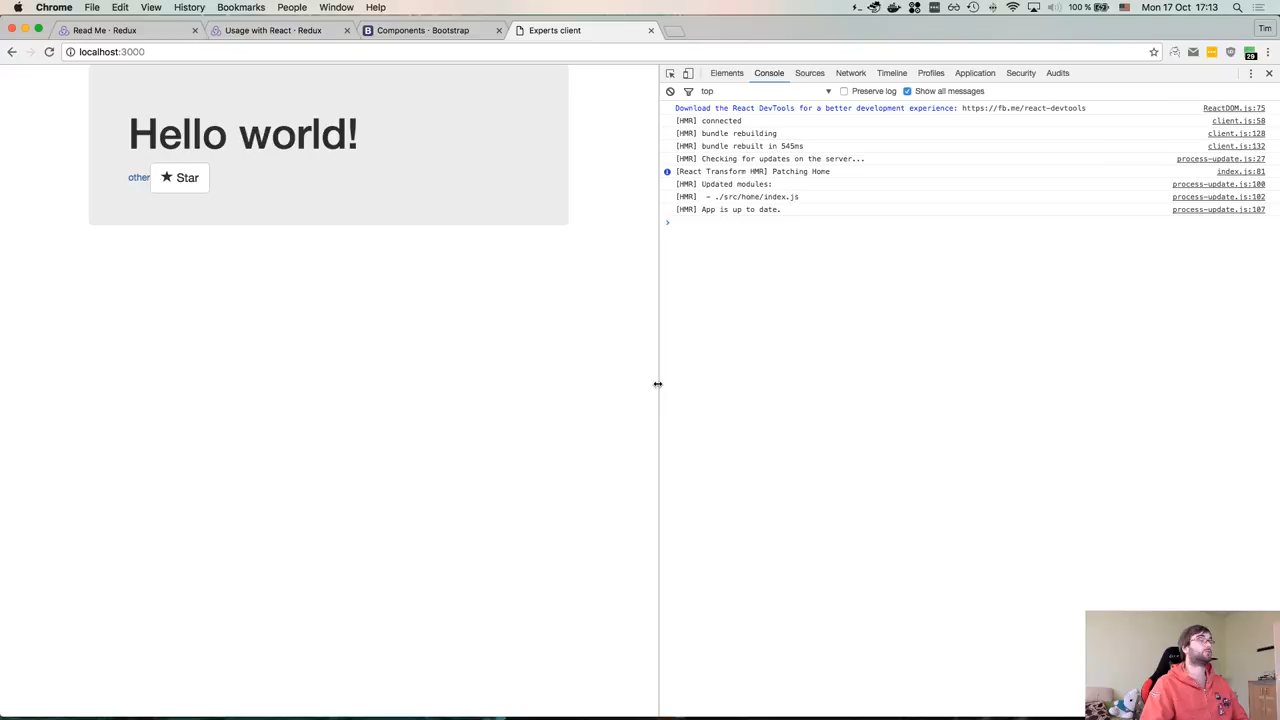 Chrome File Edit View History Bookmarks People Window Help 100 % Mon 17 Oct 17:13
Read Me · Redux Usage with React · Redux Components · Bootstrap Experts client Tim
localhost:3000 29
Elements Console Sources Network Timeline Profiles Application Security Audits
top Preserve log Show all messages
Download the React DevTools for a better development experience: https://fb.me/react-devtools ReactDOM.js:75
[HMR] connected client.js:58
[HMR] bundle rebuilding client.js:128
[HMR] bundle rebuilt in 545ms client.js:132
[HMR] Checking for updates on the server... process-update.js:27
[React Transform HMR] Patching Home index.js:81
[HMR] Updated modules: process-update.js:100
[HMR]  - ./src/home/index.js process-update.js:102
[HMR] App is up to date. process-update.js:107
Hello world!
other Star